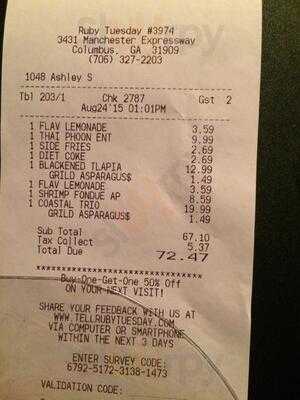 Ruby Tuesday #3974
3431 Manchester Expressway
Columbus, GA 31909
(706) 327-2203
1048 Ashley S
Tbl 203/1 Chk 2787 Gst 2
Aug24'15 01:01PM
1 FLAV LEMONADE 3.59
1 THAI PHOON ENT 9.99
1 SIDE FRIES 2.69
1 DIET COKE 2.69
1 BLACKENED TLAPIA 12.99
GRILD ASPARAGUS$ 1.49
1 FLAV LEMONADE 3.59
1 SHRIMP FONDUE AP 8.59
1 COASTAL TRIO 19.99
GRILD ASPARAGUS$ 1.49
Sub Total 67.10
Tax Collect 5.37
Total Due 72.47
********************************
Buy-One-Get-One 50% Off
ON YOUR NEXT VISIT!
SHARE YOUR FEEDBACK WITH US AT
WWW.TELLRUBYTUESDAY.COM
VIA COMPUTER OR SMARTPHONE
WITHIN THE NEXT 3 DAYS
ENTER SURVEY CODE:
6792-5172-3138-1473
VALIDATION CODE: